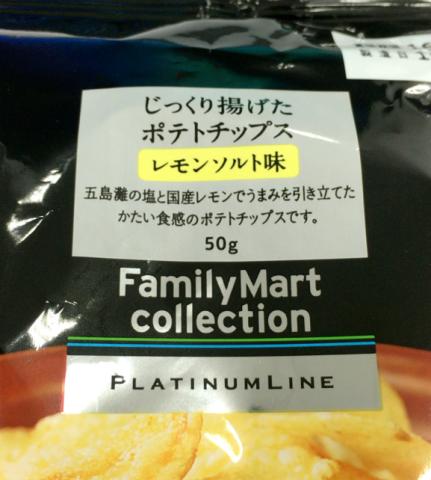 じっくり揚げた
ポテトチップス
レモンソルト味
五島灘の塩と国産レモンでうまみを引き立てた
かたい食感のポテトチップスです。
50g
FamilyMart
collection
PLATINUMLINE